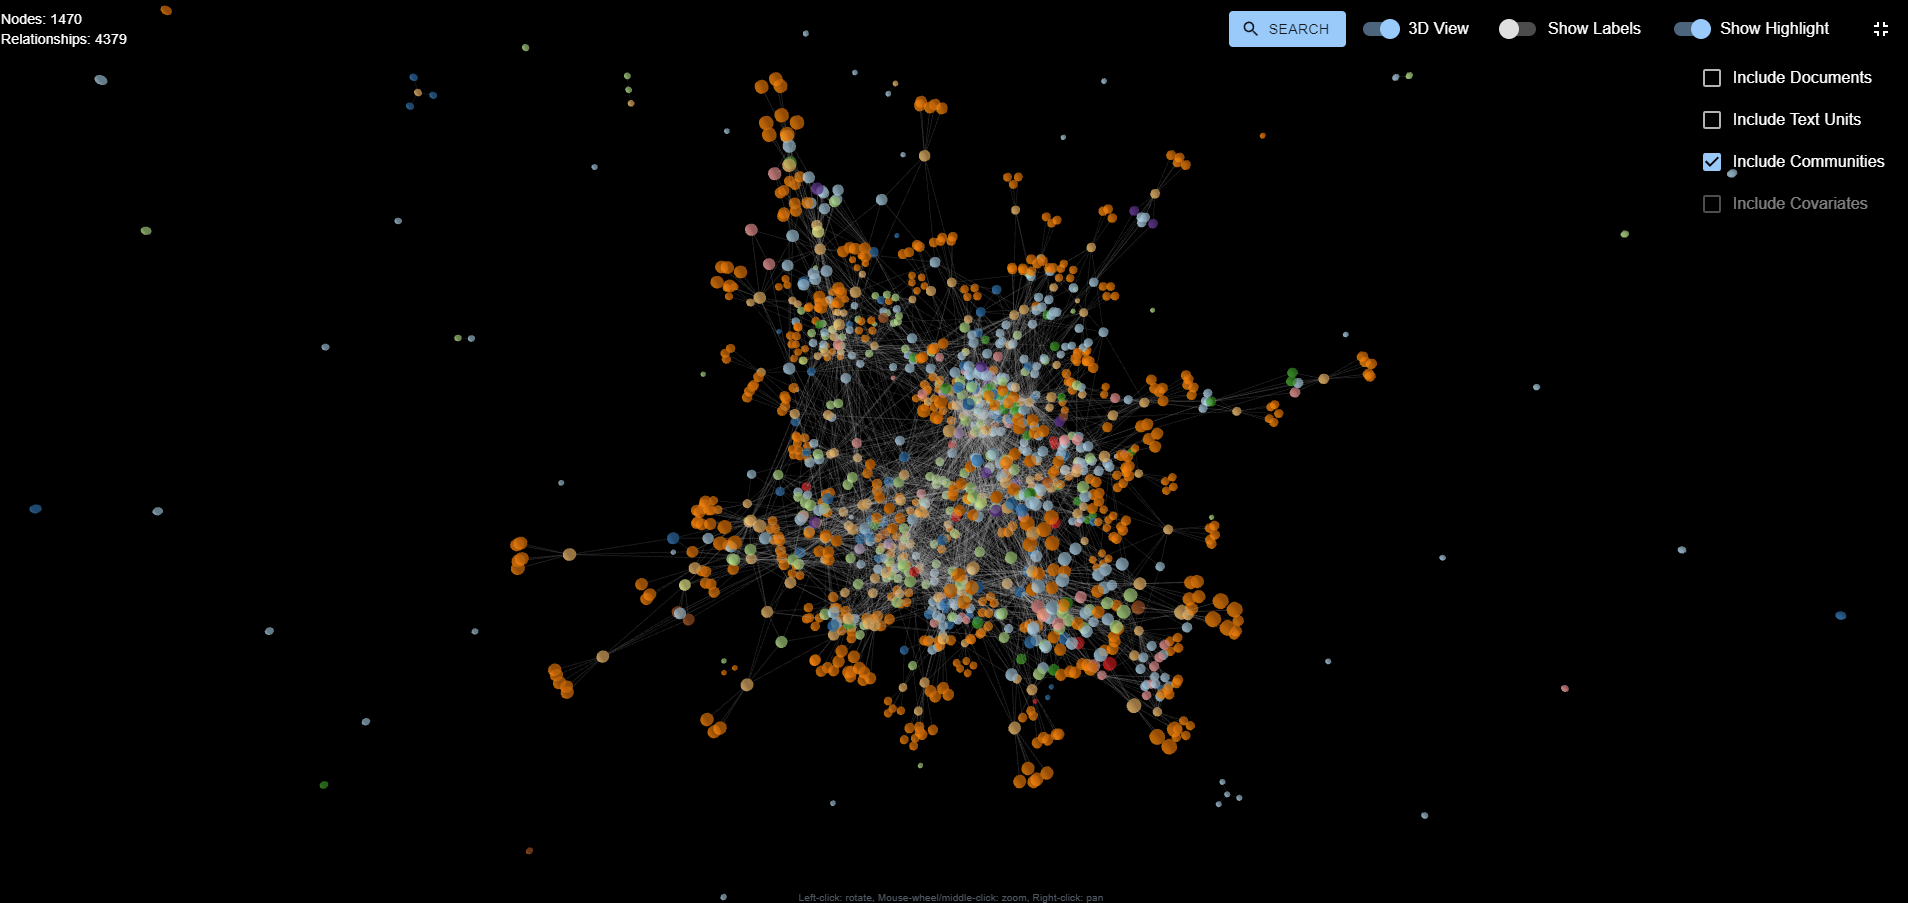 Nodes: 1470
Relationships: 4379
SEARCH
3D View
Show Labels
Show Highlight
Include Documents
Include Text Units
Include Communities
Include Covariates
Left-click: rotate, Mouse-wheel/middle-click: zoom, Right-click: pan